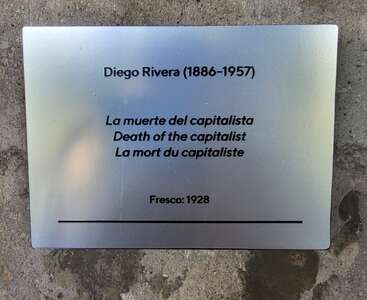 Diego Rivera (1886-1957)
La muerte del capitalista
Death of the capitalist
La mort du capitaliste
Fresco: 1928